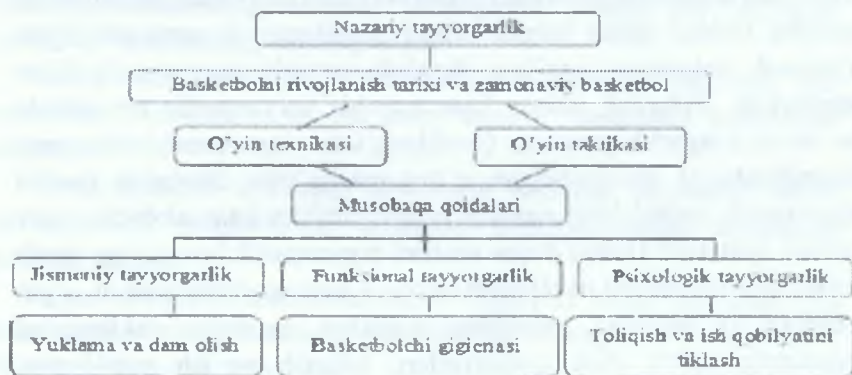 Nazariy tayyorgarlik
Basketbolni rivojlanish tarixi va zamonaviy basketbol
O'yin texnikasi
O'yin taktikasi
Musobaqa qoidalari
Jismoniy tayyorgarlik
Funksional tayyorgarlik
Psixologik tayyorgarlik
Yuklama va dam olish
Basketbolchi gigienasi
Toliqish va ish qobilyatini
tiklash